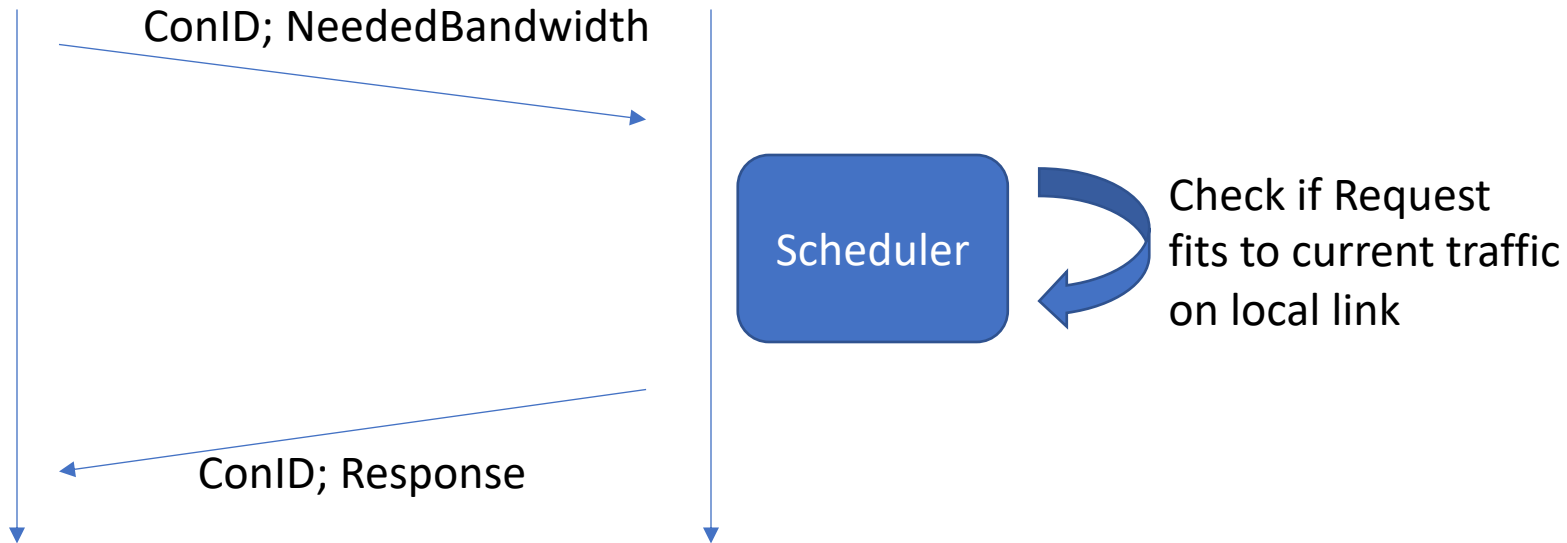 ConID; NeededBandwidth
Scheduler
Check if Request
fits to current traffic
on local link
ConID; Response